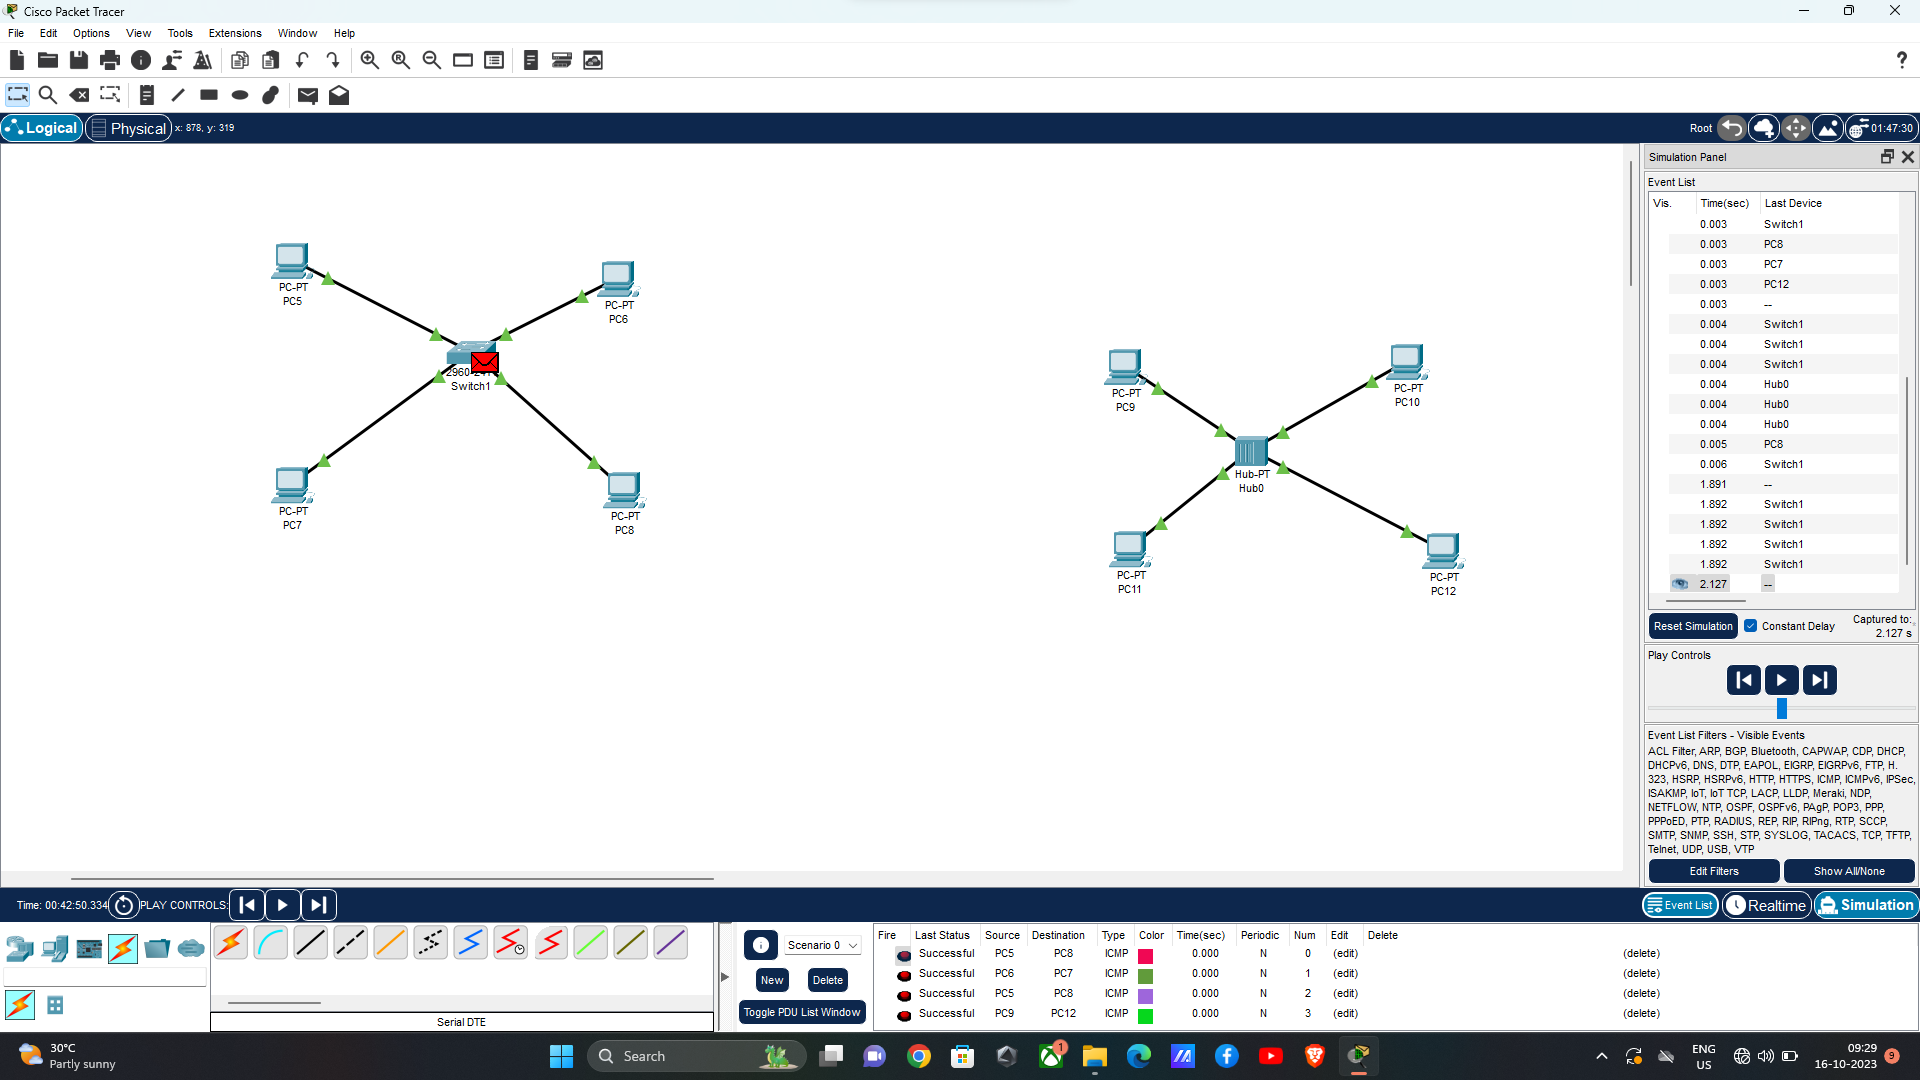 Cisco Packet Tracer
File Edit Options View Tools Extensions Window Help
?
Logical Physical x: 878, y: 319 Root 01:47:30
Simulation Panel
Event List
Vis. Time(sec) Last Device
0.003 Switch1
0.003 PC8
0.003 PC7
0.003 PC12
0.003 --
0.004 Switch1
0.004 Switch1
0.004 Switch1
0.004 Hub0
0.004 Hub0
0.004 Hub0
0.005 PC8
0.006 Switch1
1.891 --
1.892 Switch1
1.892 Switch1
1.892 Switch1
1.892 Switch1
2.127 --
Reset Simulation Constant Delay Captured to:
2.127 s
Play Controls
Event List Filters - Visible Events
ACL Filter, ARP, BGP, Bluetooth, CAPWAP, CDP, DHCP,
DHCPv6, DNS, DTP, EAPOL, EIGRP, EIGRPv6, FTP, H.
323, HSRP, HSRPv6, HTTP, HTTPS, ICMP, ICMPv6, IPSec,
ISAKMP, IoT, IoT TCP, LACP, LLDP, Meraki, NDP,
NETFLOW, NTP, OSPF, OSPFv6, PAgP, POP3, PPP,
PPPoED, PTP, RADIUS, REP, RIP, RIPng, RTP, SCCP,
SMTP, SNMP, SSH, STP, SYSLOG, TACACS, TCP, TFTP,
Telnet, UDP, USB, VTP
Edit Filters Show All/None
PC-PT
PC5
PC-PT
PC6
Switch1
PC-PT
PC7
PC-PT
PC8
PC-PT
PC9
PC-PT
PC10
Hub-PT
Hub0
PC-PT
PC11
PC-PT
PC12
Time: 00:42:50.334 PLAY CONTROLS: Event List Realtime Simulation
Serial DTE
Scenario 0
New Delete
Toggle PDU List Window
Fire Last Status Source Destination Type Color Time(sec) Periodic Num Edit Delete
Successful PC5 PC8 ICMP 0.000 N 0 (edit) (delete)
Successful PC6 PC7 ICMP 0.000 N 1 (edit) (delete)
Successful PC5 PC8 ICMP 0.000 N 2 (edit) (delete)
Successful PC9 PC12 ICMP 0.000 N 3 (edit) (delete)
30°C
Partly sunny
Search
1
ENG
US
09:29
16-10-2023
9